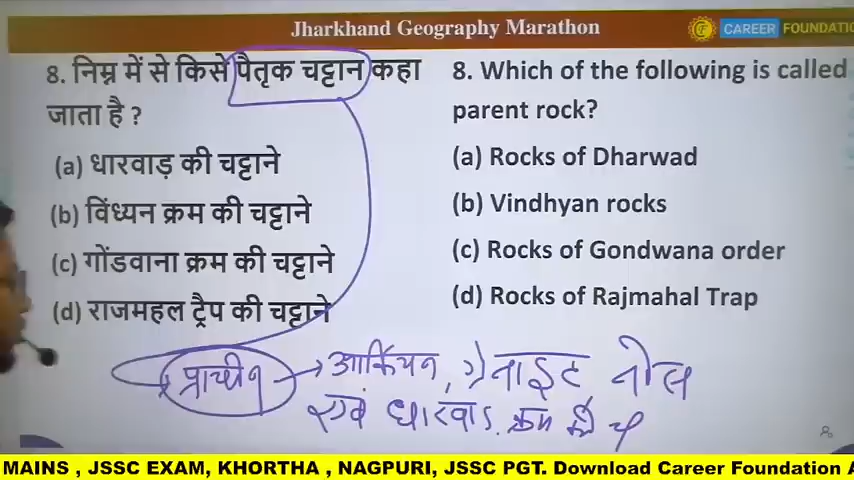 Jharkhand Geography Marathon
CAREER FOUNDATIO
8. निम्न में से किसे पैतृक चट्टान कहा
जाता है ?
(a) धारवाड़ की चट्टाने
(b) विंध्यन क्रम की चट्टाने
(c) गोंडवाना क्रम की चट्टाने
(d) राजमहल ट्रैप की चट्टाने
8. Which of the following is called
parent rock?
(a) Rocks of Dharwad
(b) Vindhyan rocks
(c) Rocks of Gondwana order
(d) Rocks of Rajmahal Trap
प्राचीन → आर्कियन, ग्रेनाइट नीस
एवं धारवाड़ क्रम की च
MAINS , JSSC EXAM, KHORTHA , NAGPURI, JSSC PGT. Download Career Foundation A